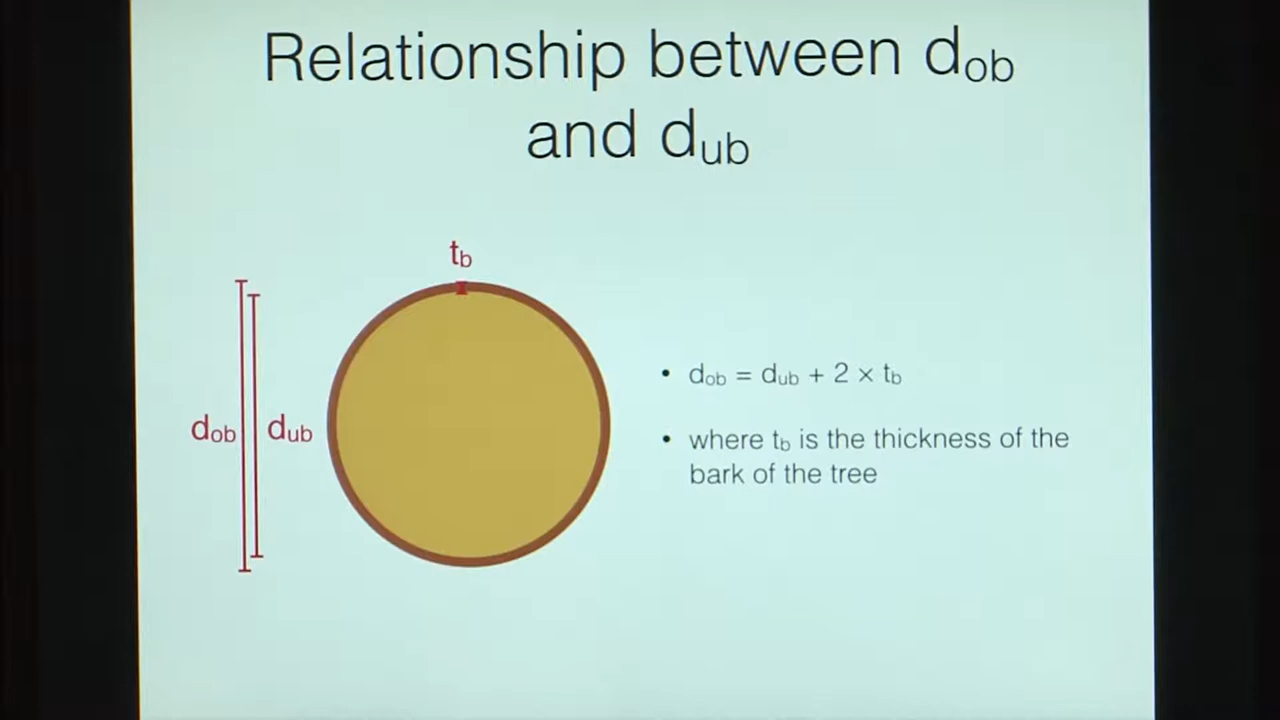 Relationship between dob
and dub
tb
dob dub
• dob = dub + 2 × tb
• where tb is the thickness of the
bark of the tree